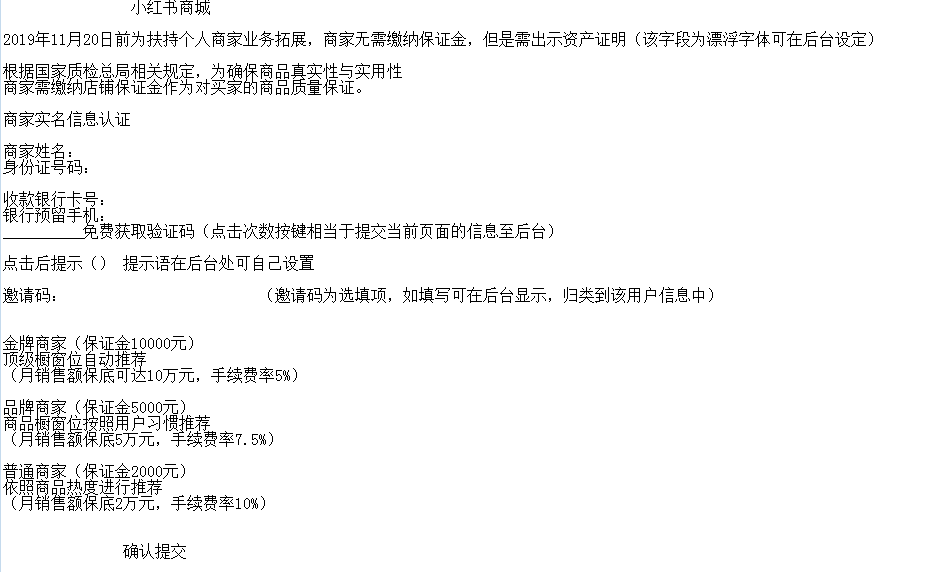 小红书商城
2019年11月20日前为扶持个人商家业务拓展，商家无需缴纳保证金，但是需出示资产证明（该字段为漂浮字体可在后台设定）
根据国家质检总局相关规定，为确保商品真实性与实用性
商家需缴纳店铺保证金作为对买家的商品质量保证。
商家实名信息认证
商家姓名：
身份证号码：
收款银行卡号：
银行预留手机：
__________免费获取验证码（点击次数按键相当于提交当前页面的信息至后台）
点击后提示（） 提示语在后台处可自己设置
邀请码： （邀请码为选填项，如填写可在后台显示，归类到该用户信息中）
金牌商家（保证金10000元）
顶级橱窗位自动推荐
（月销售额保底可达10万元，手续费率5%）
品牌商家（保证金5000元）
商品橱窗位按照用户习惯推荐
（月销售额保底5万元，手续费率7.5%）
普通商家（保证金2000元）
依照商品热度进行推荐
（月销售额保底2万元，手续费率10%）
确认提交